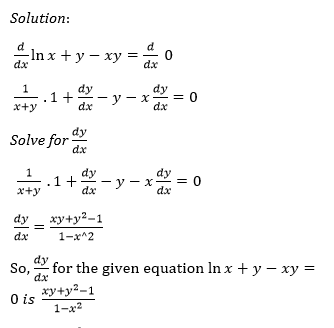 Solution:
d/dx ln x + y − xy = d/dx 0
1/x+y .1 + dy/dx − y − x dy/dx = 0
Solve for dy/dx
1/x+y .1 + dy/dx − y − x dy/dx = 0
dy/dx = xy+y²−1/1−x^2
So, dy/dx for the given equation ln x + y − xy =
0 is xy+y²−1/1−x²